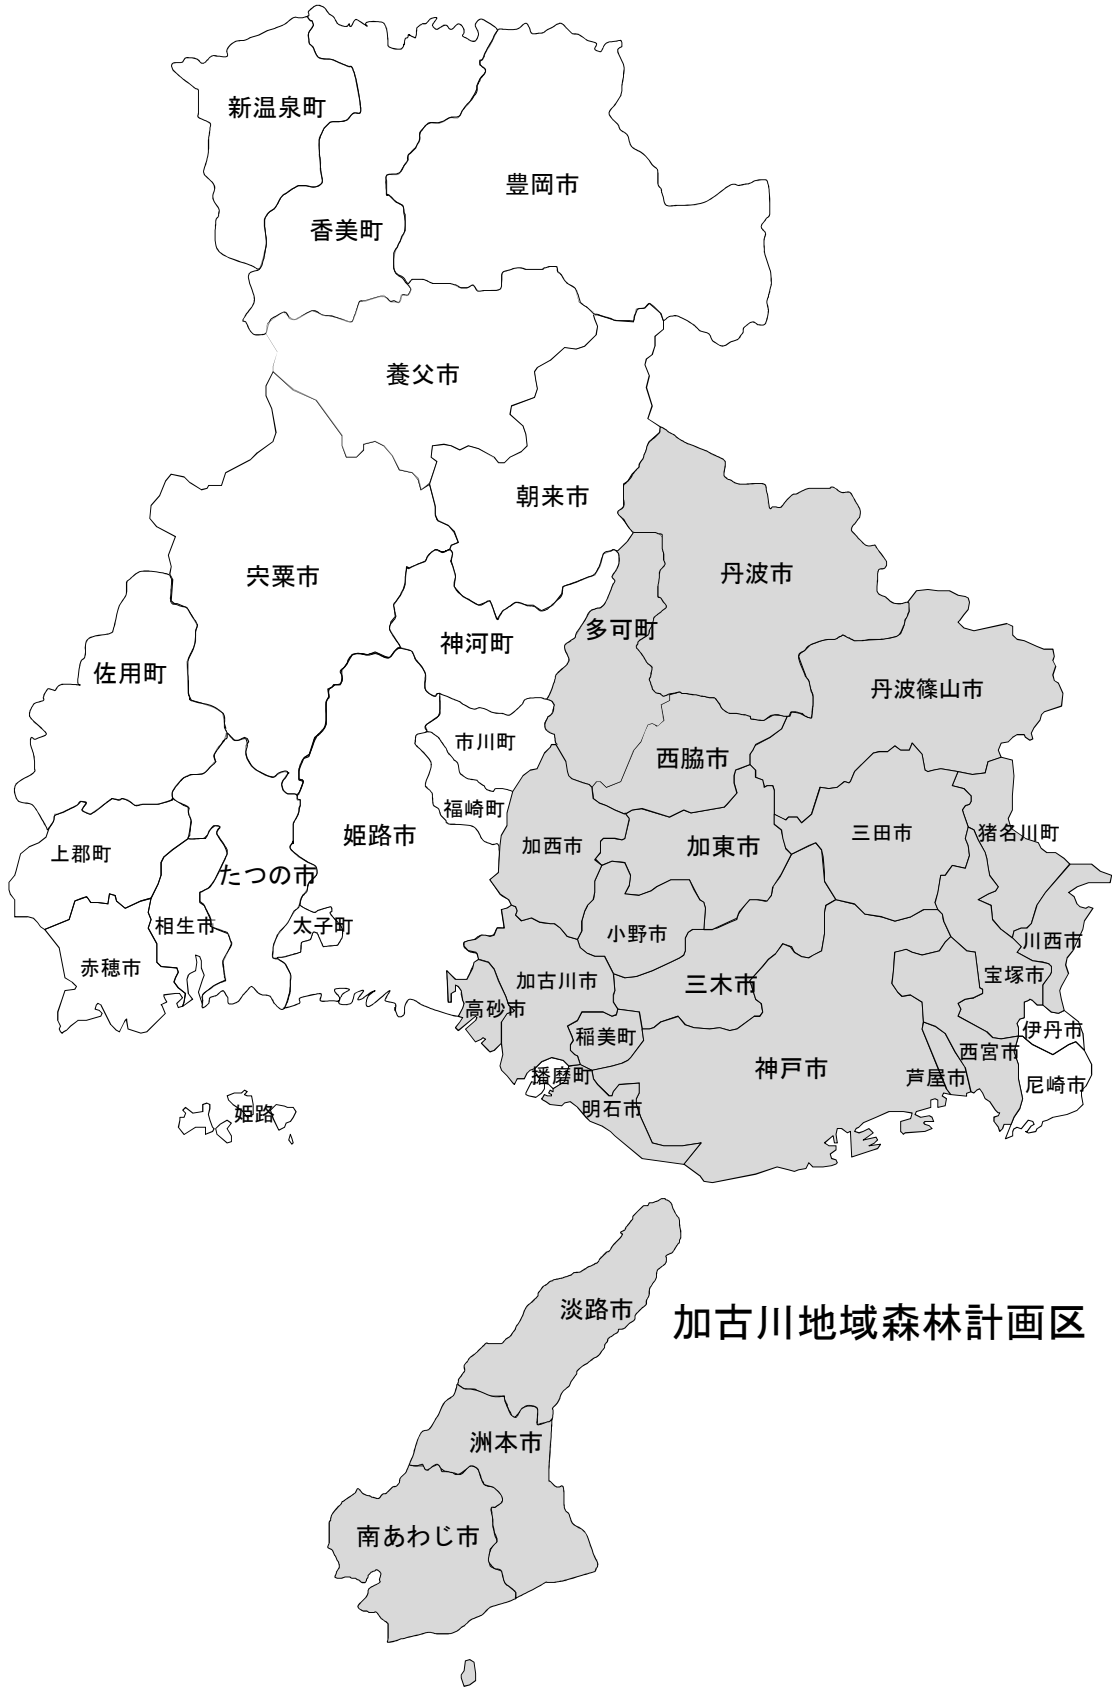 新温泉町
豊岡市
香美町
養父市
朝来市
宍粟市
丹波市
多可町
神河町
佐用町
丹波篠山市
市川町
西脇市
福崎町
姫路市
加西市
加東市
三田市
猪名川町
上郡町
たつの市
相生市
太子町
小野市
川西市
赤穂市
加古川市
三木市
宝塚市
高砂市
稲美町
伊丹市
西宮市
神戸市
播磨町
芦屋市
尼崎市
明石市
姫路
淡路市
加古川地域森林計画区
洲本市
南あわじ市